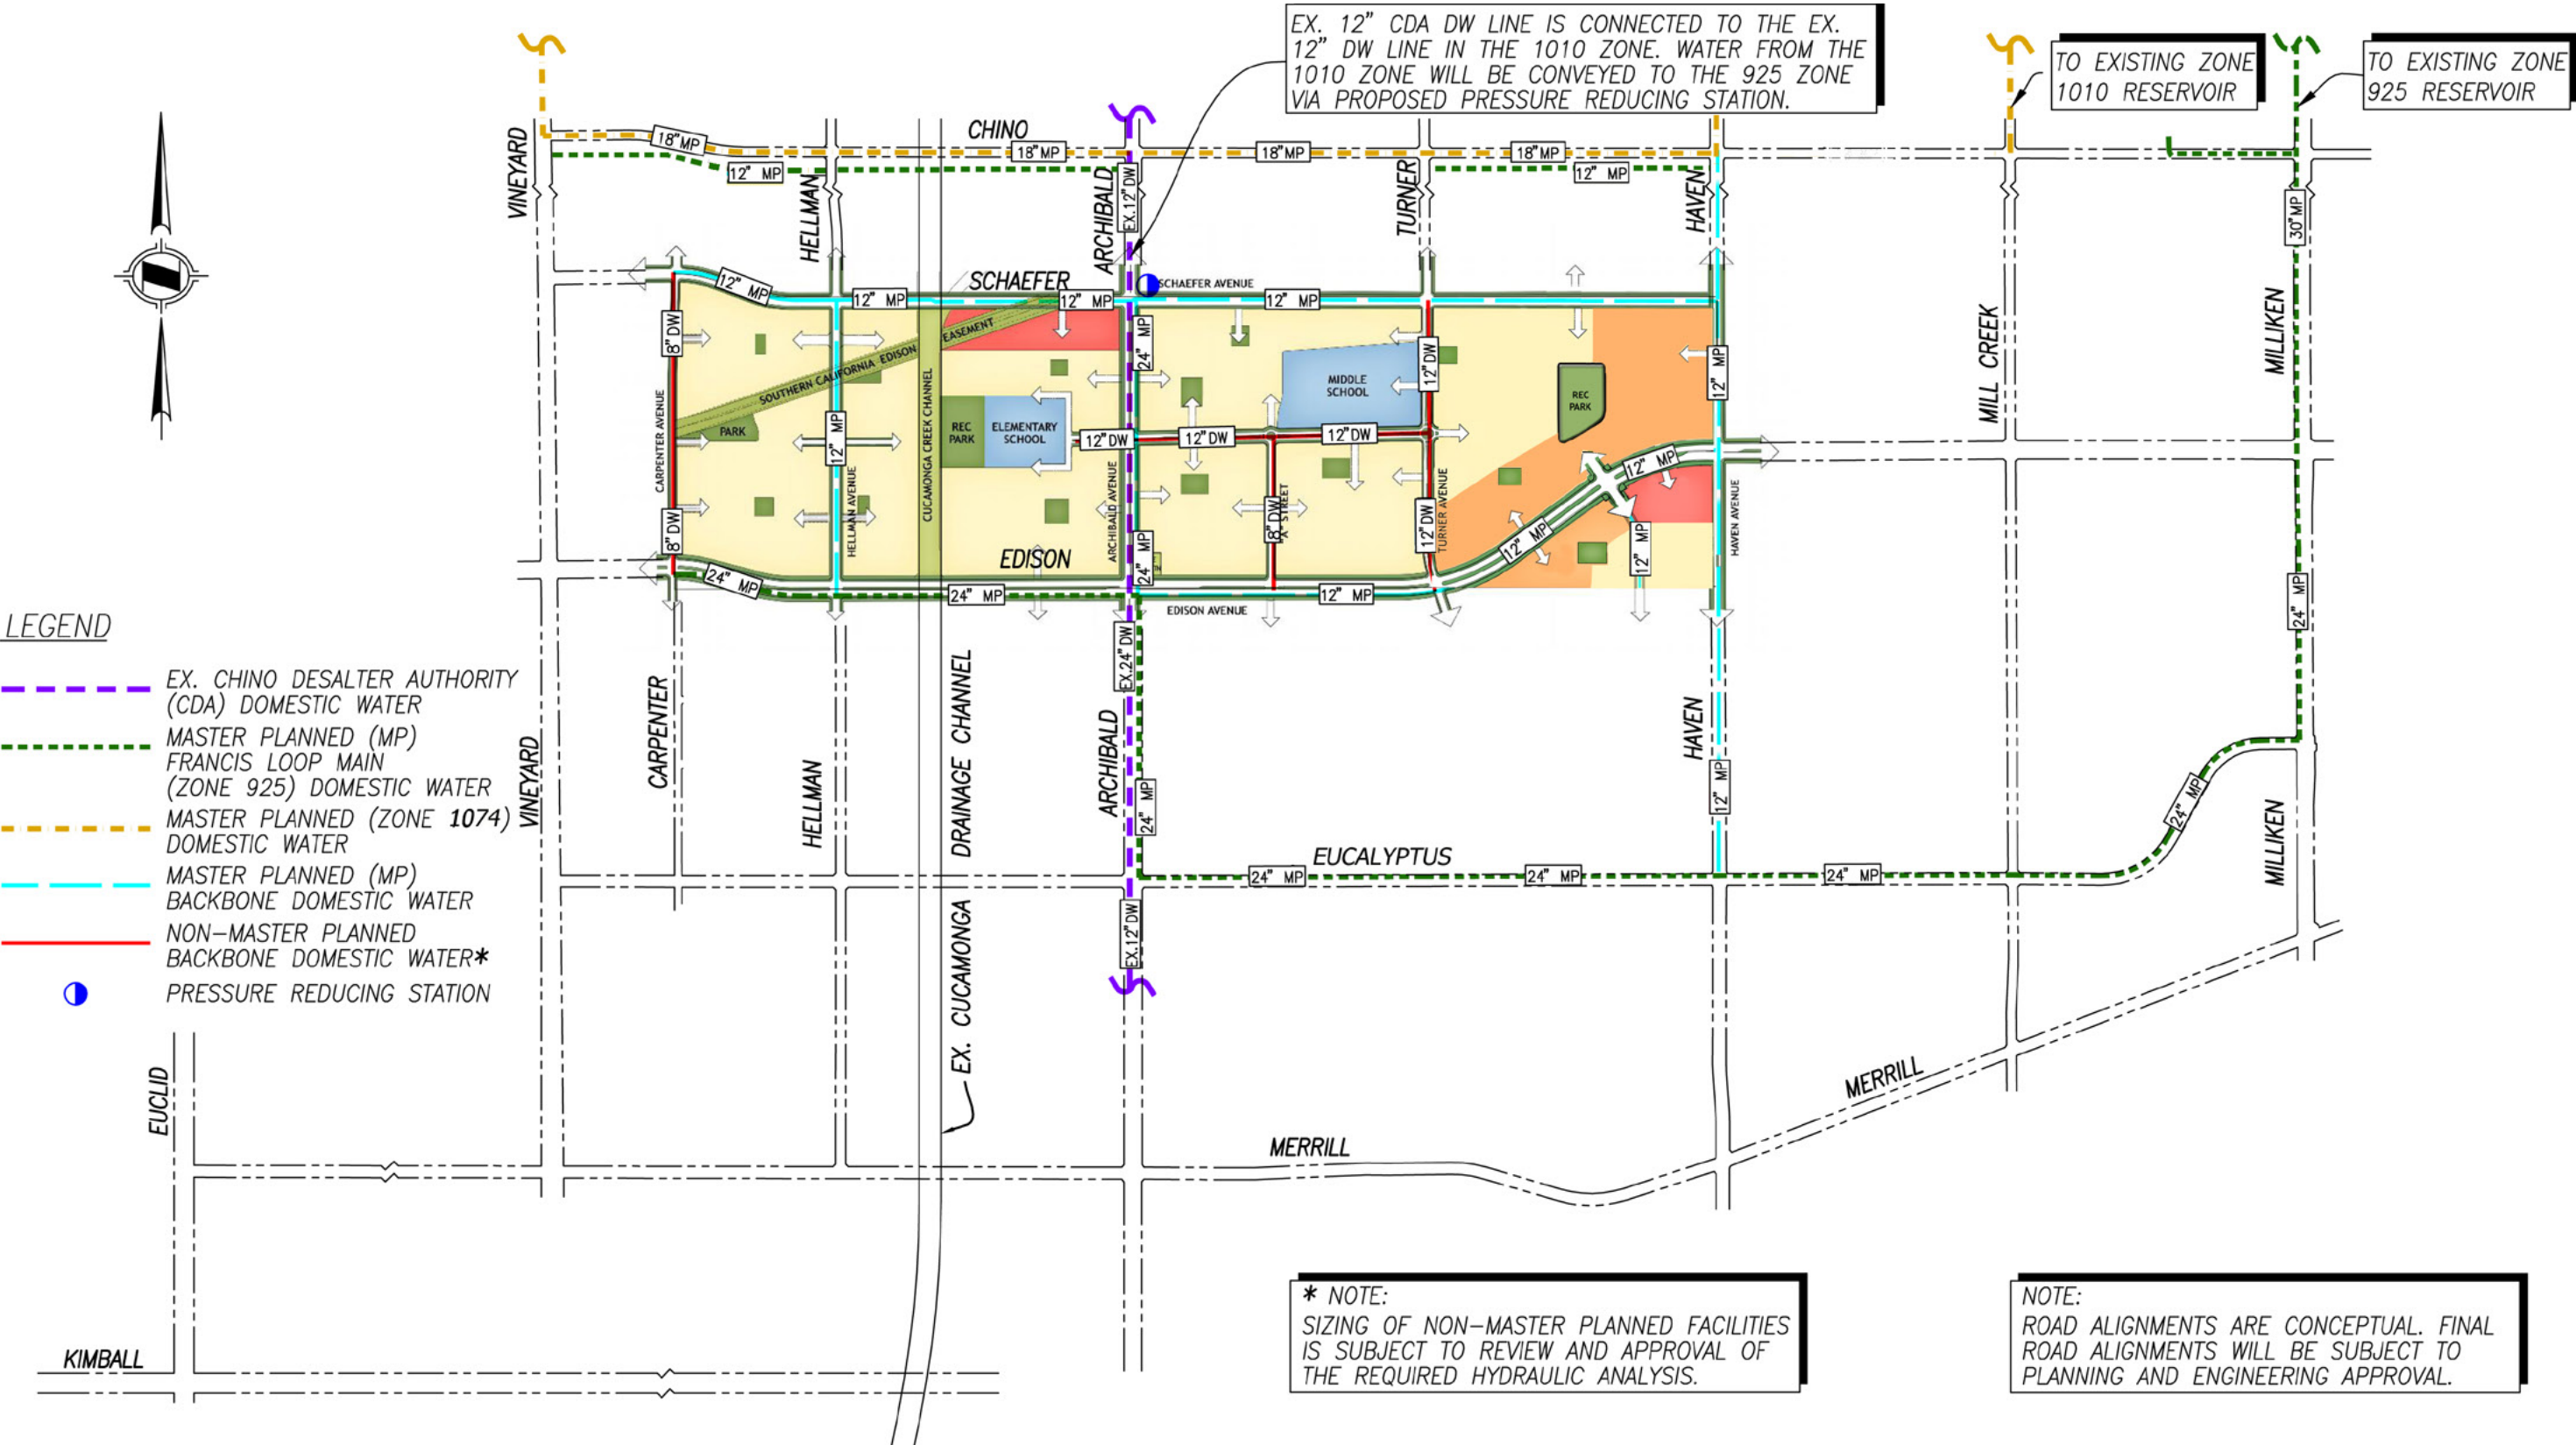 EX. 12" CDA DW LINE IS CONNECTED TO THE EX.
12" DW LINE IN THE 1010 ZONE. WATER FROM THE
1010 ZONE WILL BE CONVEYED TO THE 925 ZONE
VIA PROPOSED PRESSURE REDUCING STATION.
TO EXISTING ZONE
1010 RESERVOIR
TO EXISTING ZONE
925 RESERVOIR
CHINO
18"MP
18"MP
18"MP
18"MP
12" MP
12" MP
VINEYARD
HELLMAN
ARCHIBALD
EX.12" DW
TURNER
HAVEN
30"MP
SCHAEFER
SCHAEFER AVENUE
12" MP
12" MP
12" MP
12" MP
8" DW
24" MP
12" DW
12" MP
MILL CREEK
MILLIKEN
EASEMENT
SOUTHERN CALIFORNIA EDISON
CARPENTER AVENUE
PARK
12" MP
HELLMAN AVENUE
CUCAMONGA CREEK CHANNEL
REC
PARK
ELEMENTARY
SCHOOL
MIDDLE
SCHOOL
REC
PARK
12"DW
12"DW
12"DW
12" MP
ARCHIBALD AVENUE
8"DW
"A" STREET
12"DW
TURNER AVENUE
12" MP
12" MP
HAVEN AVENUE
8" DW
24" MP
EDISON
24" MP
24" MP
12" MP
EDISON AVENUE
24" MP
LEGEND
EX. CHINO DESALTER AUTHORITY
(CDA) DOMESTIC WATER
MASTER PLANNED (MP)
FRANCIS LOOP MAIN
(ZONE 925) DOMESTIC WATER
MASTER PLANNED (ZONE 1074)
DOMESTIC WATER
MASTER PLANNED (MP)
BACKBONE DOMESTIC WATER
NON-MASTER PLANNED
BACKBONE DOMESTIC WATER*
PRESSURE REDUCING STATION
VINEYARD
CARPENTER
HELLMAN
EX. CUCAMONGA DRAINAGE CHANNEL
EX.24" DW
ARCHIBALD
24" MP
EX.12" DW
HAVEN
12" MP
EUCALYPTUS
24" MP
24" MP
24" MP
24" MP
MILLIKEN
EUCLID
MERRILL
MERRILL
KIMBALL
* NOTE:
SIZING OF NON-MASTER PLANNED FACILITIES
IS SUBJECT TO REVIEW AND APPROVAL OF
THE REQUIRED HYDRAULIC ANALYSIS.
NOTE:
ROAD ALIGNMENTS ARE CONCEPTUAL. FINAL
ROAD ALIGNMENTS WILL BE SUBJECT TO
PLANNING AND ENGINEERING APPROVAL.